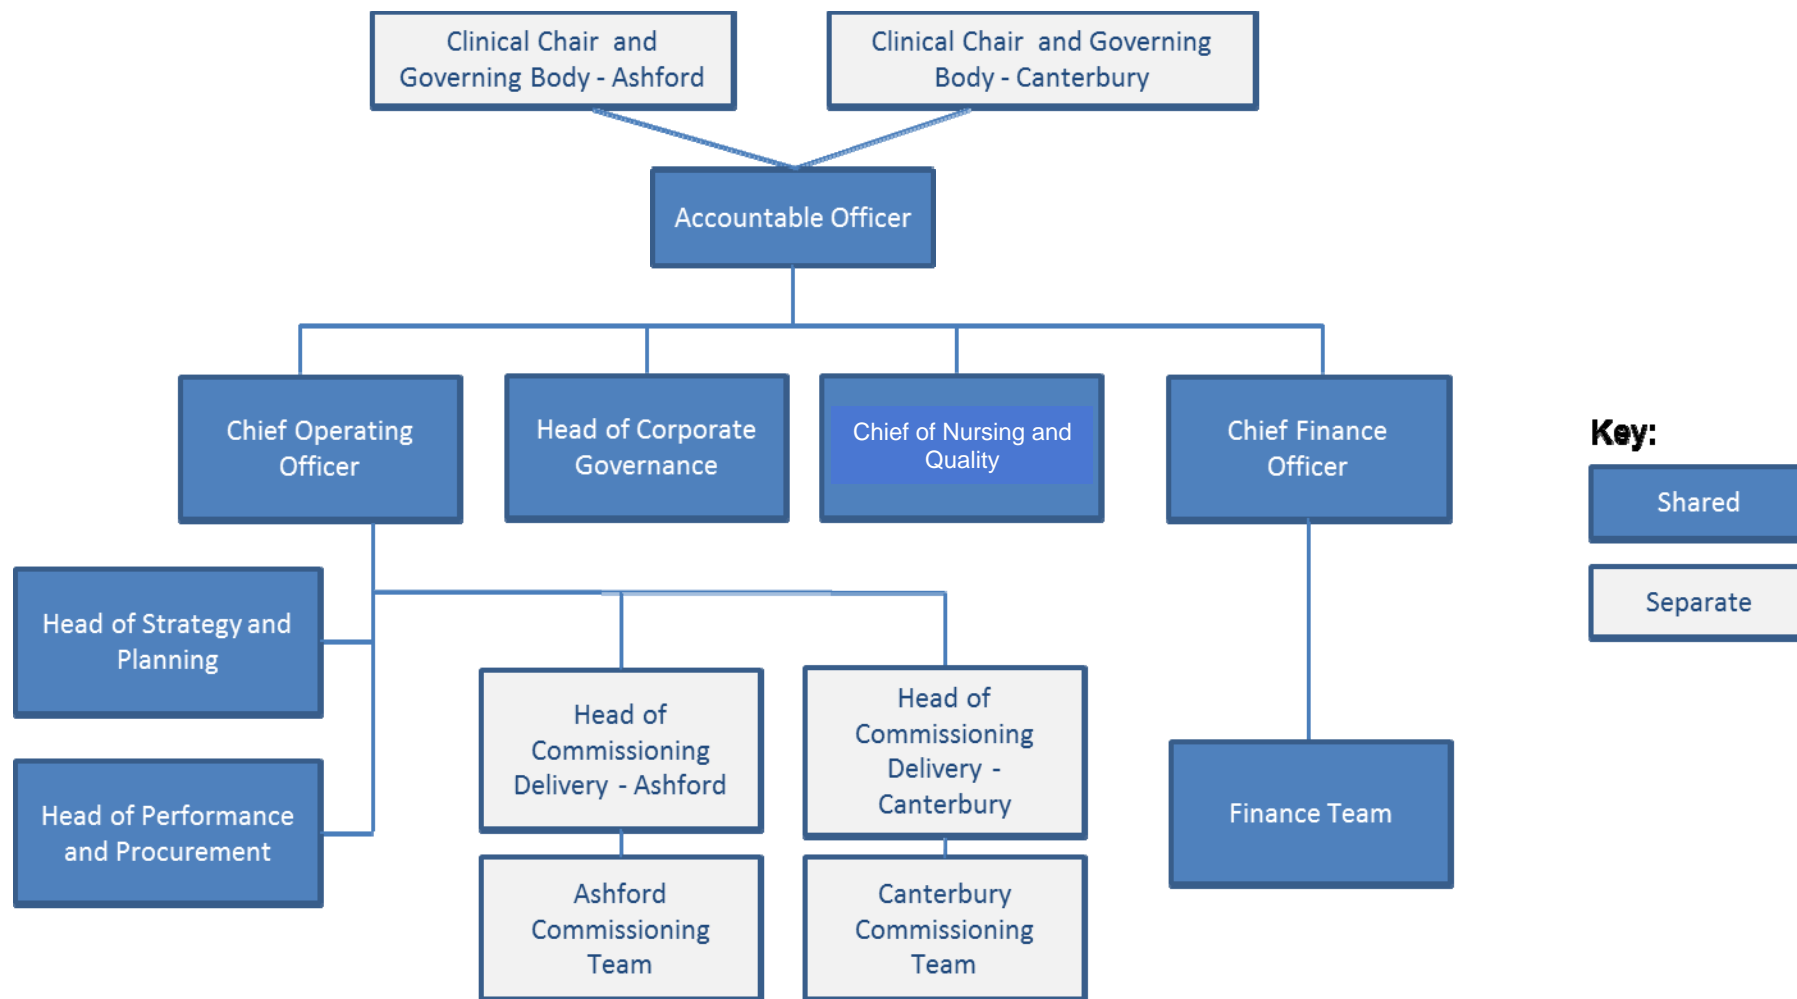 Clinical Chair and
Governing Body - Ashford
Clinical Chair and Governing
Body - Canterbury
Accountable Officer
Chief Operating
Officer
Head of Corporate
Governance
Chief of Nursing and
Quality
Chief Finance
Officer
Key:
Shared
Separate
Head of Strategy and
Planning
Head of Performance
and Procurement
Head of
Commissioning
Delivery - Ashford
Head of
Commissioning
Delivery -
Canterbury
Finance Team
Ashford
Commissioning
Team
Canterbury
Commissioning
Team